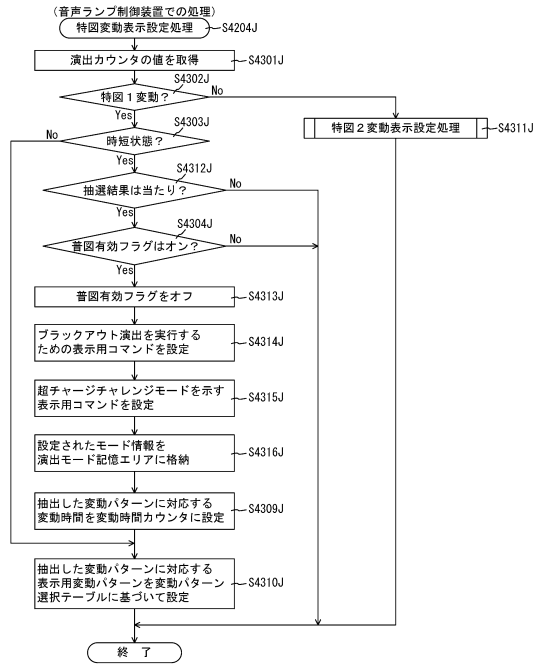 （音声ランプ制御装置での処理）
特図変動表示設定処理 S4204J
演出カウンタの値を取得 S4301J
S4302J
特図１変動？ No
Yes
特図２変動表示設定処理 S4311J
S4303J
No 時短状態？
Yes
S4312J
抽選結果は当たり？ No
Yes
S4304J
普図有効フラグはオン？ No
Yes
普図有効フラグをオフ S4313J
ブラックアウト演出を実行する
ための表示用コマンドを設定 S4314J
超チャージチャレンジモードを示す
表示用コマンドを設定 S4315J
設定されたモード情報を
演出モード記憶エリアに格納 S4316J
抽出した変動パターンに対応する
変動時間を変動時間カウンタに設定 S4309J
抽出した変動パターンに対応する
表示用変動パターンを変動パターン
選択テーブルに基づいて設定 S4310J
終 了